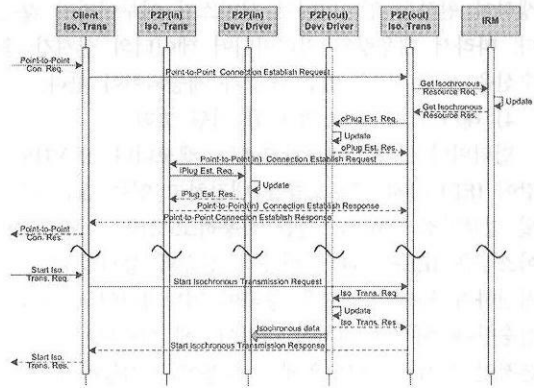 Client
Iso. Trans
P2P(in)
Iso. Trans
P2P(in)
Dev. Driver
P2P(out)
Dev. Driver
P2P(out)
Iso. Trans
IRM
Point-to-Point
Con. Req.
Point-to-Point Connection Establish Request
Get Isochronous
Resource Req.
Update
Get Isochronous
Resource Res.
oPlug Est. Req.
Update
oPlug Est. Res.
Point-to-Point(in) Connection Establish Request
iPlug Est. Req.
Update
iPlug Est. Res.
Point-to-Point(in) Connection Establish Response
Point-to-Point Connection Establish Response
Point-to-Point
Con. Res.
Start Iso.
Trans. Req.
Start Isochronous Transmission Request
Iso. Trans. Req
Update
Isochronous data
Iso. Trans. Res
Start Isochronous Transmission Response
Start Iso.
Trans. Res.